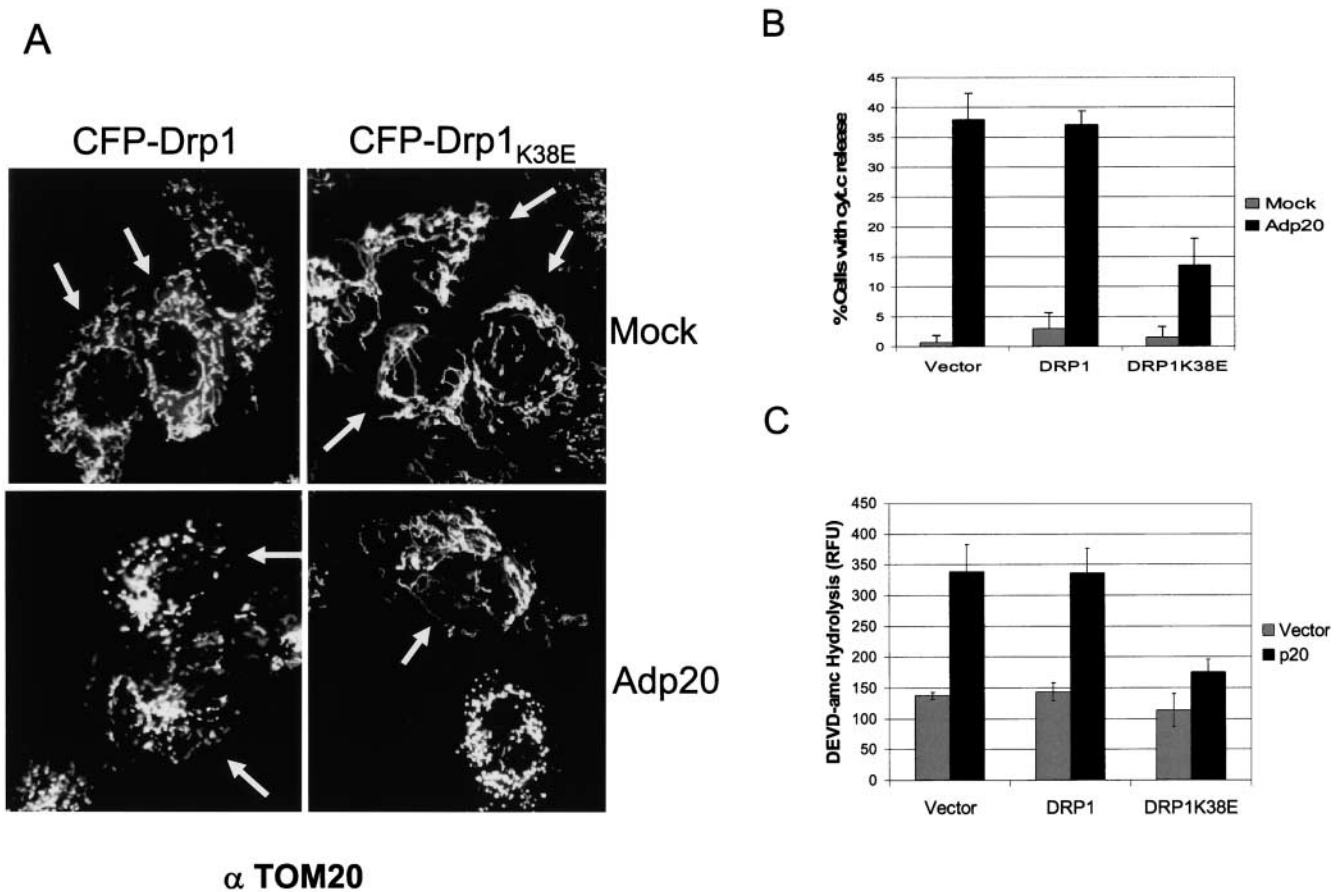 A
CFP-Drp1
CFP-Drp1K38E
Mock
Adp20
α TOM20
B
%Cells with cyt.c release
45
40
35
30
25
20
15
10
5
0
Vector
DRP1
DRP1K38E
Mock
Adp20
C
DEVD-amc Hydrolysis (RFU)
450
400
350
300
250
200
150
100
50
0
Vector
DRP1
DRP1K38E
Vector
p20